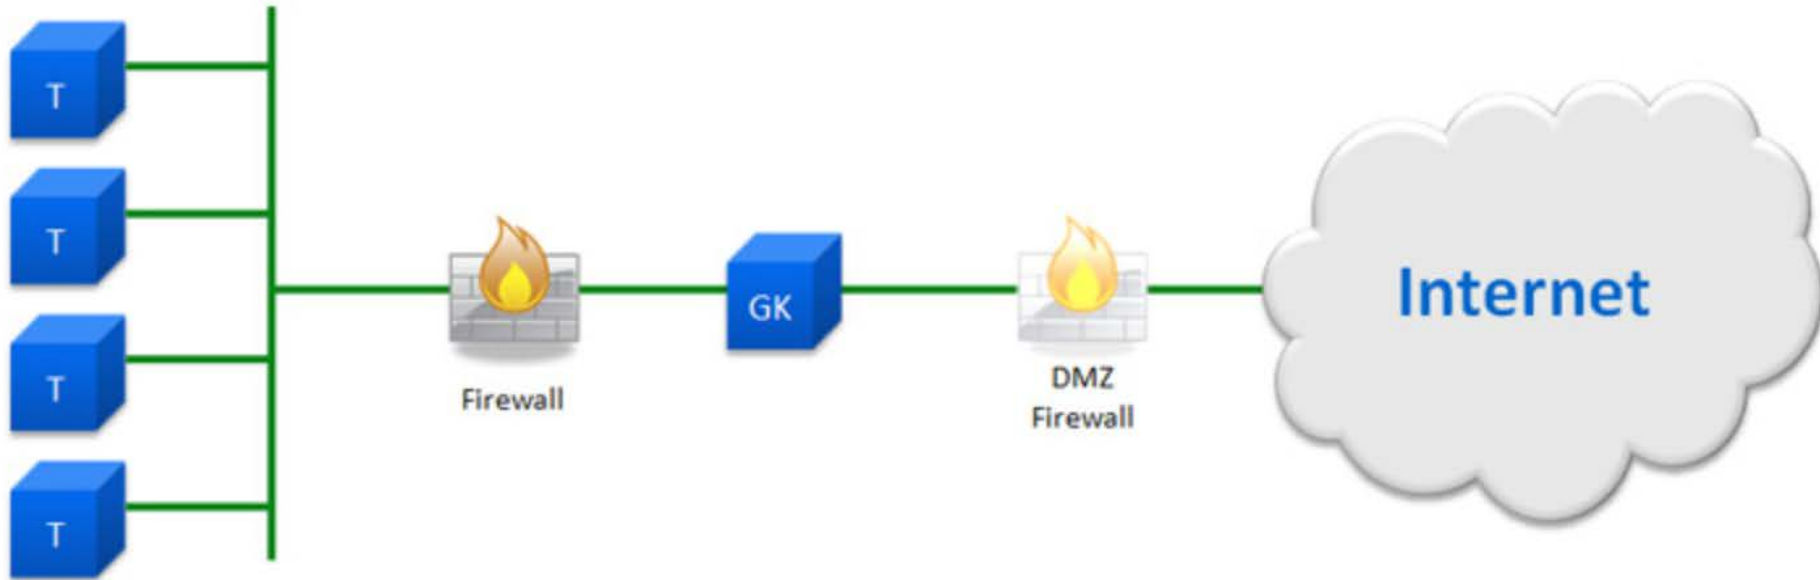 T
T
T
T
Firewall
GK
DMZ
Firewall
Internet